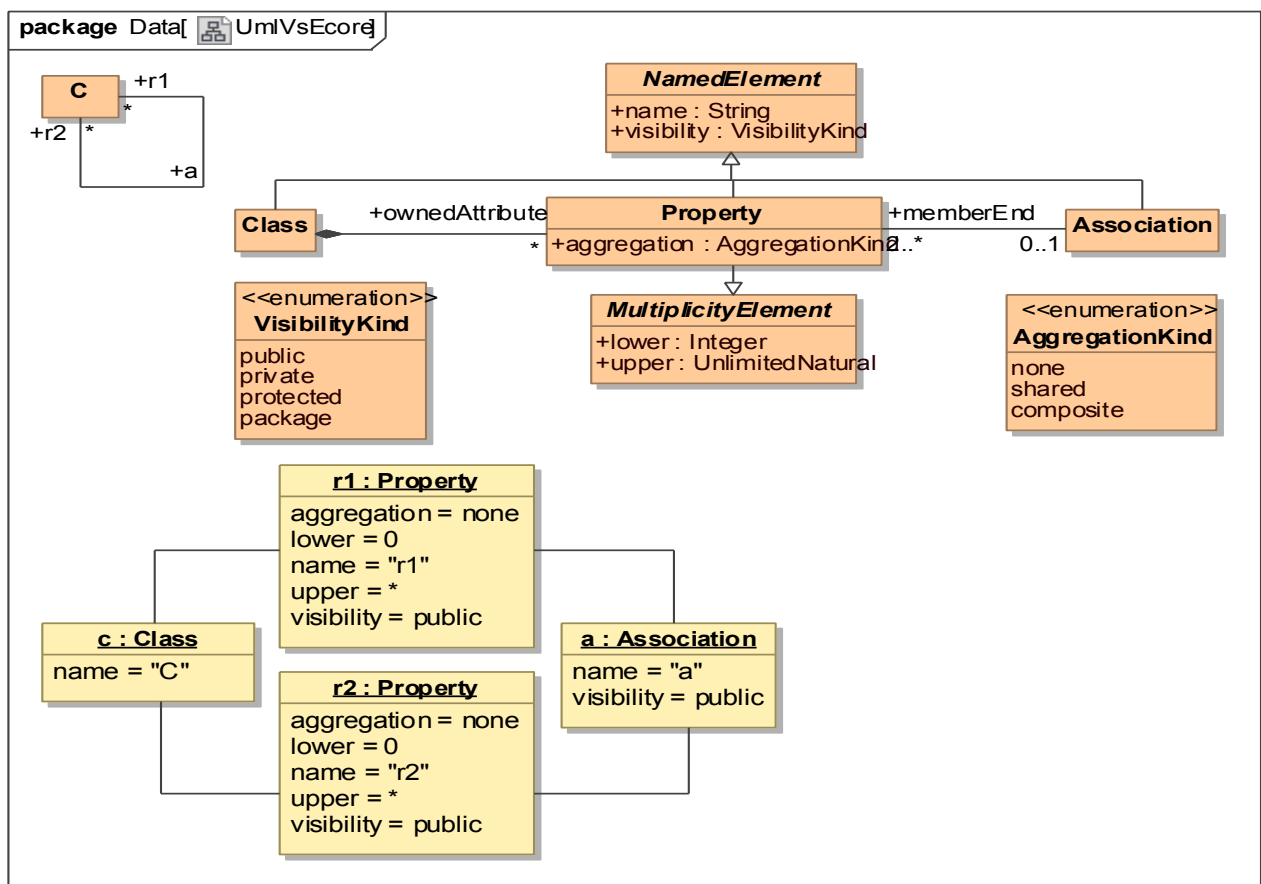 package Data[ UmlVsEcore]
C
+r1
*
+r2
*
+a
NamedElement
+name : String
+visibility : VisibilityKind
Class
+ownedAttribute
*
Property
+aggregation : AggregationKind
+memberEnd
2..*
0..1
Association
<<enumeration>>
VisibilityKind
public
private
protected
package
MultiplicityElement
+lower : Integer
+upper : UnlimitedNatural
<<enumeration>>
AggregationKind
none
shared
composite
r1 : Property
aggregation = none
lower = 0
name = "r1"
upper = *
visibility = public
c : Class
name = "C"
a : Association
name = "a"
visibility = public
r2 : Property
aggregation = none
lower = 0
name = "r2"
upper = *
visibility = public